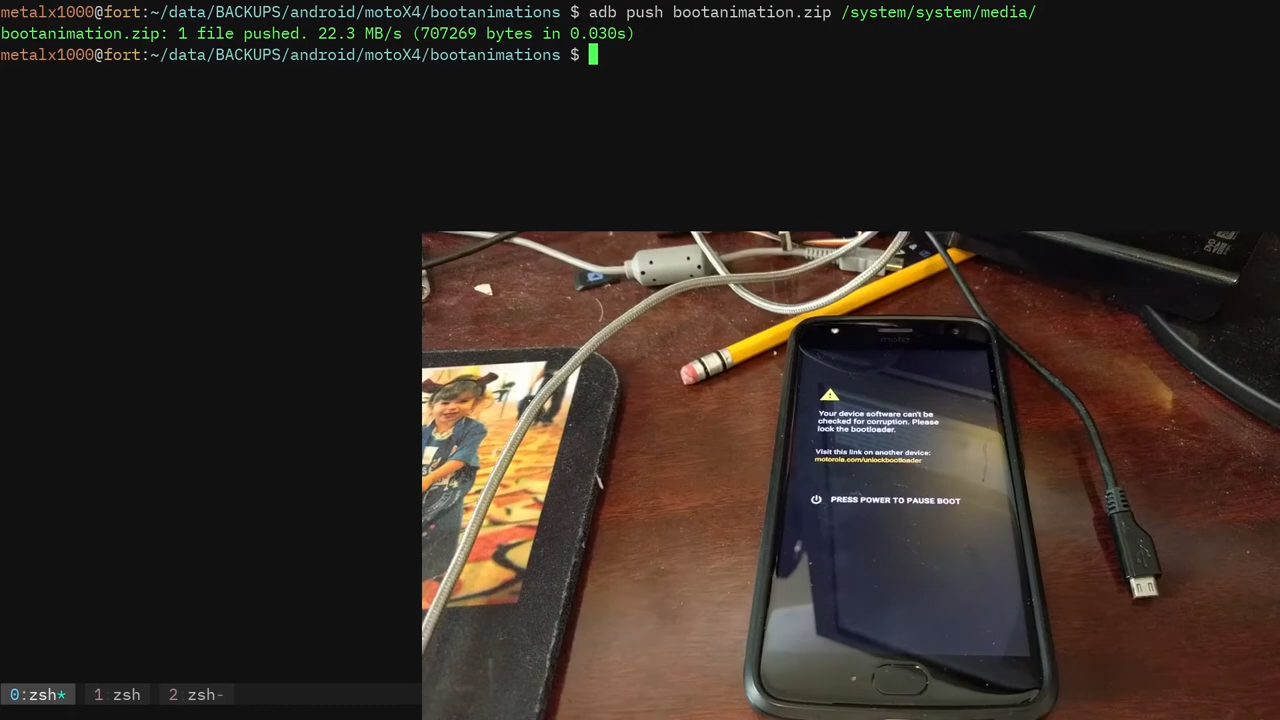 metalx1000@fort:~/data/BACKUPS/android/motoX4/bootanimations $ adb push bootanimation.zip /system/system/media/
bootanimation.zip: 1 file pushed. 22.3 MB/s (707269 bytes in 0.030s)
metalx1000@fort:~/data/BACKUPS/android/motoX4/bootanimations $
moto
Your device software can't be
checked for corruption. Please
lock the bootloader.
Visit this link on another device:
motorola.com/unlockbootloader
PRESS POWER TO PAUSE BOOT
0:zsh* 1 zsh 2 zsh-